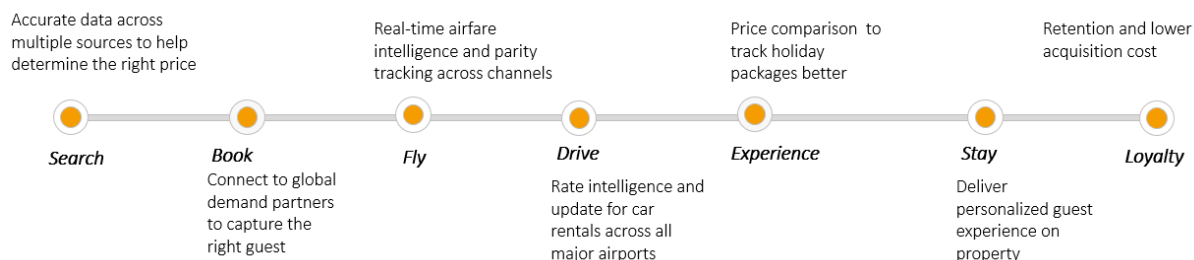 Accurate data across
multiple sources to help
determine the right price
Search
Book
Connect to global
demand partners
to capture the
right guest
Real-time airfare
intelligence and parity
tracking across channels
Fly
Drive
Rate intelligence and
update for car
rentals across all
major airports
Price comparison to
track holiday
packages better
Experience
Stay
Deliver
personalized guest
experience on
property
Retention and lower
acquisition cost
Loyalty